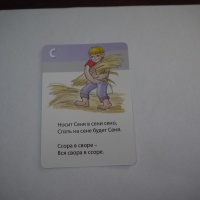 С
Носит Сеня в сени сено,
Спать на сене будет Сеня.
Ссора в своре –
Вся свора в ссоре.